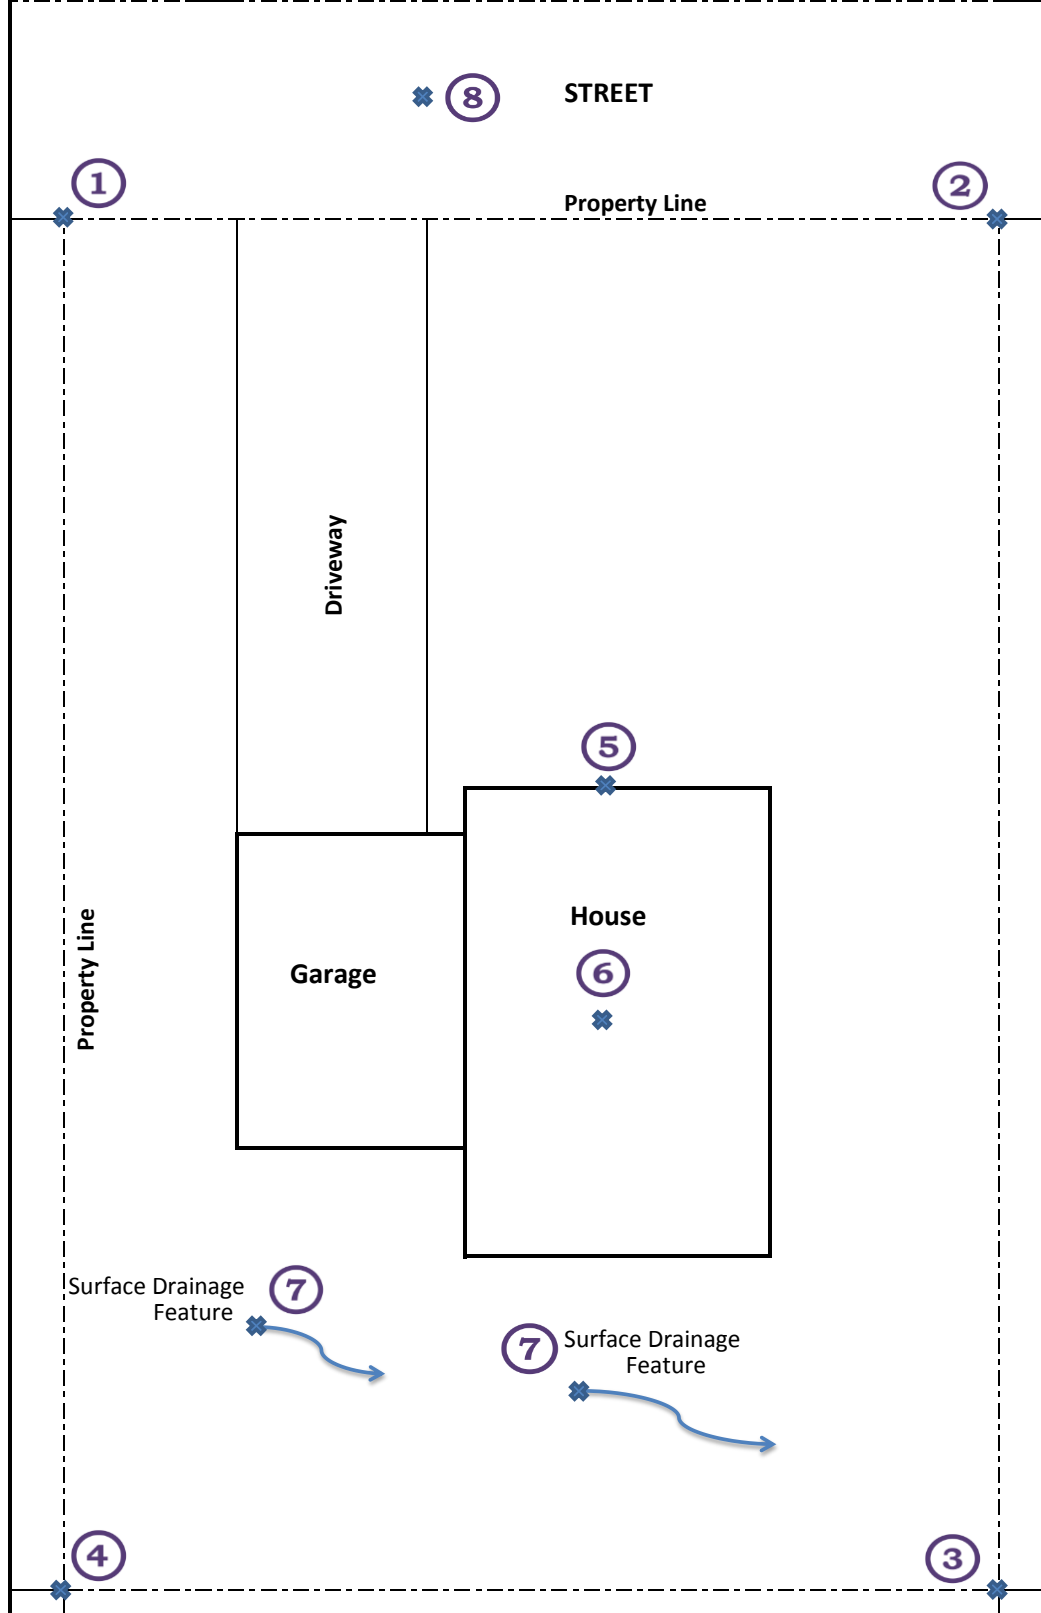 8
STREET
1
2
Property Line
Driveway
5
House
6
Garage
Property Line
Surface Drainage
Feature
7
7
Surface Drainage
Feature
4
3